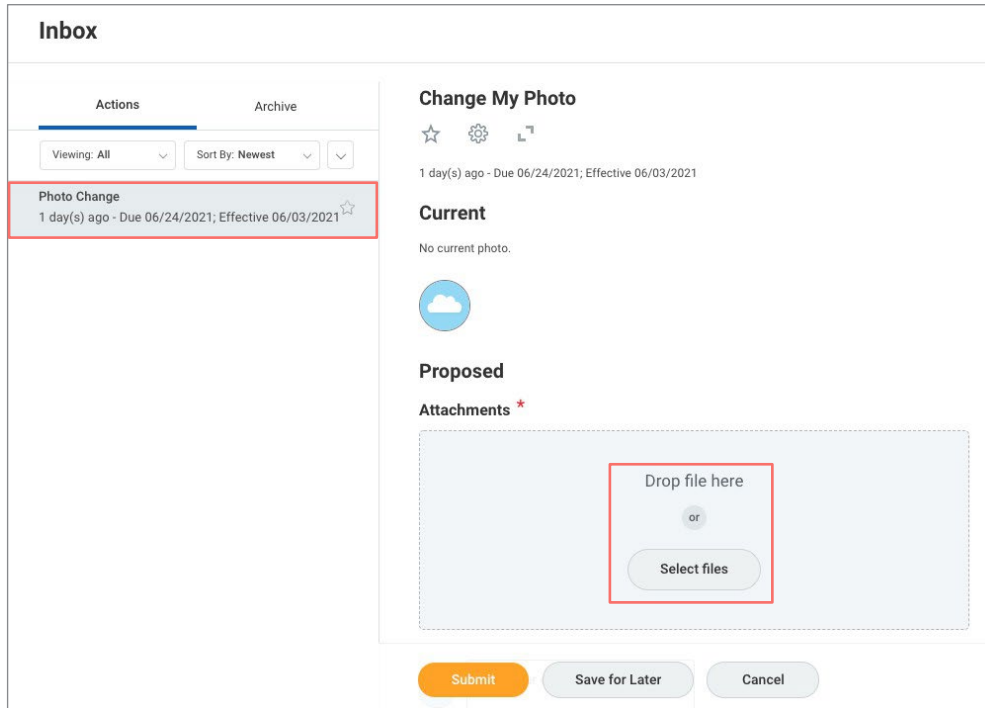 Inbox
Actions
Archive
Viewing: All
Sort By: Newest
Photo Change
1 day(s) ago - Due 06/24/2021; Effective 06/03/2021
Change My Photo
1 day(s) ago - Due 06/24/2021; Effective 06/03/2021
Current
No current photo.
Proposed
Attachments *
Drop file here
or
Select files
Submit
Save for Later
Cancel